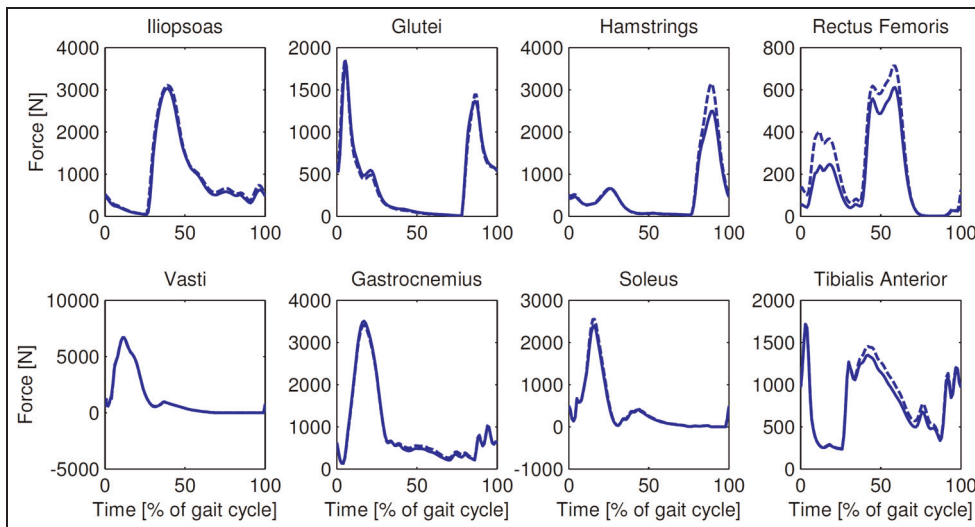 Iliopsoas Glutei Hamstrings Rectus Femoris
4000 2000 4000 800
3000 1500 3000 600
2000 1000 2000 400
1000 500 1000 200
0 0 0 0
0 50 100 0 50 100 0 50 100 0 50 100
Force [N]
Vasti Gastrocnemius Soleus Tibialis Anterior
10000 4000 3000 2000
5000 3000 2000 1500
0 2000 1000 1000
1000 0 500
-5000 0 -1000 0
0 50 100 0 50 100 0 50 100 0 50 100
Force [N]
Time [% of gait cycle] Time [% of gait cycle] Time [% of gait cycle] Time [% of gait cycle]